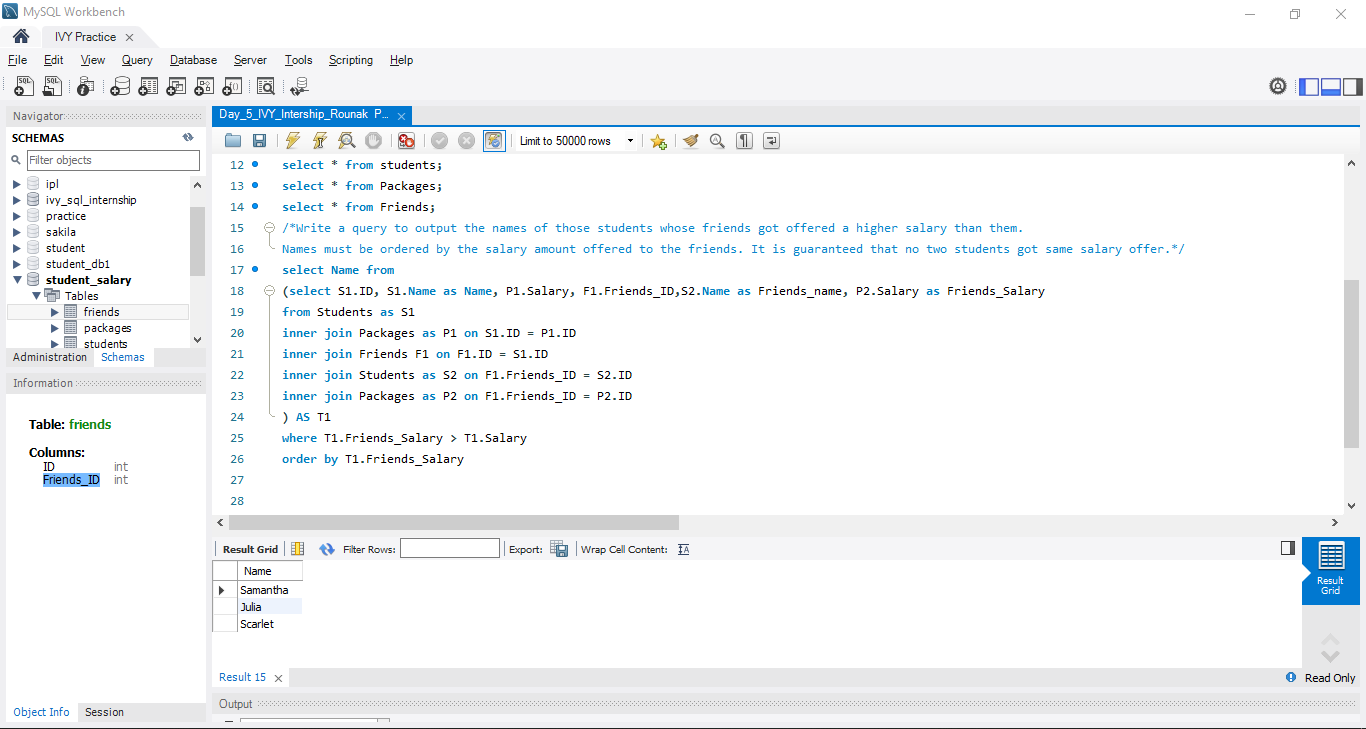 MySQL Workbench
IVY Practice
File Edit View Query Database Server Tools Scripting Help
Navigator
SCHEMAS
Filter objects
ipl
ivy_sql_internship
practice
sakila
student
student_db1
student_salary
Tables
friends
packages
students
Administration Schemas
Information
Table: friends
Columns:
ID int
Friends_ID int
Object Info Session
Day_5_IVY_Intership_Rounak P...
Limit to 50000 rows
12 select * from students;
13 select * from Packages;
14 select * from Friends;
15 /*Write a query to output the names of those students whose friends got offered a higher salary than them.
16 Names must be ordered by the salary amount offered to the friends. It is guaranteed that no two students got same salary offer.*/
17 select Name from
18 (select S1.ID, S1.Name as Name, P1.Salary, F1.Friends_ID,S2.Name as Friends_name, P2.Salary as Friends_Salary
19 from Students as S1
20 inner join Packages as P1 on S1.ID = P1.ID
21 inner join Friends F1 on F1.ID = S1.ID
22 inner join Students as S2 on F1.Friends_ID = S2.ID
23 inner join Packages as P2 on F1.Friends_ID = P2.ID
24 ) AS T1
25 where T1.Friends_Salary > T1.Salary
26 order by T1.Friends_Salary
27
28
Result Grid Filter Rows: Export: Wrap Cell Content:
Name
Samantha
Julia
Scarlet
Result Grid
Result 15
Read Only
Output